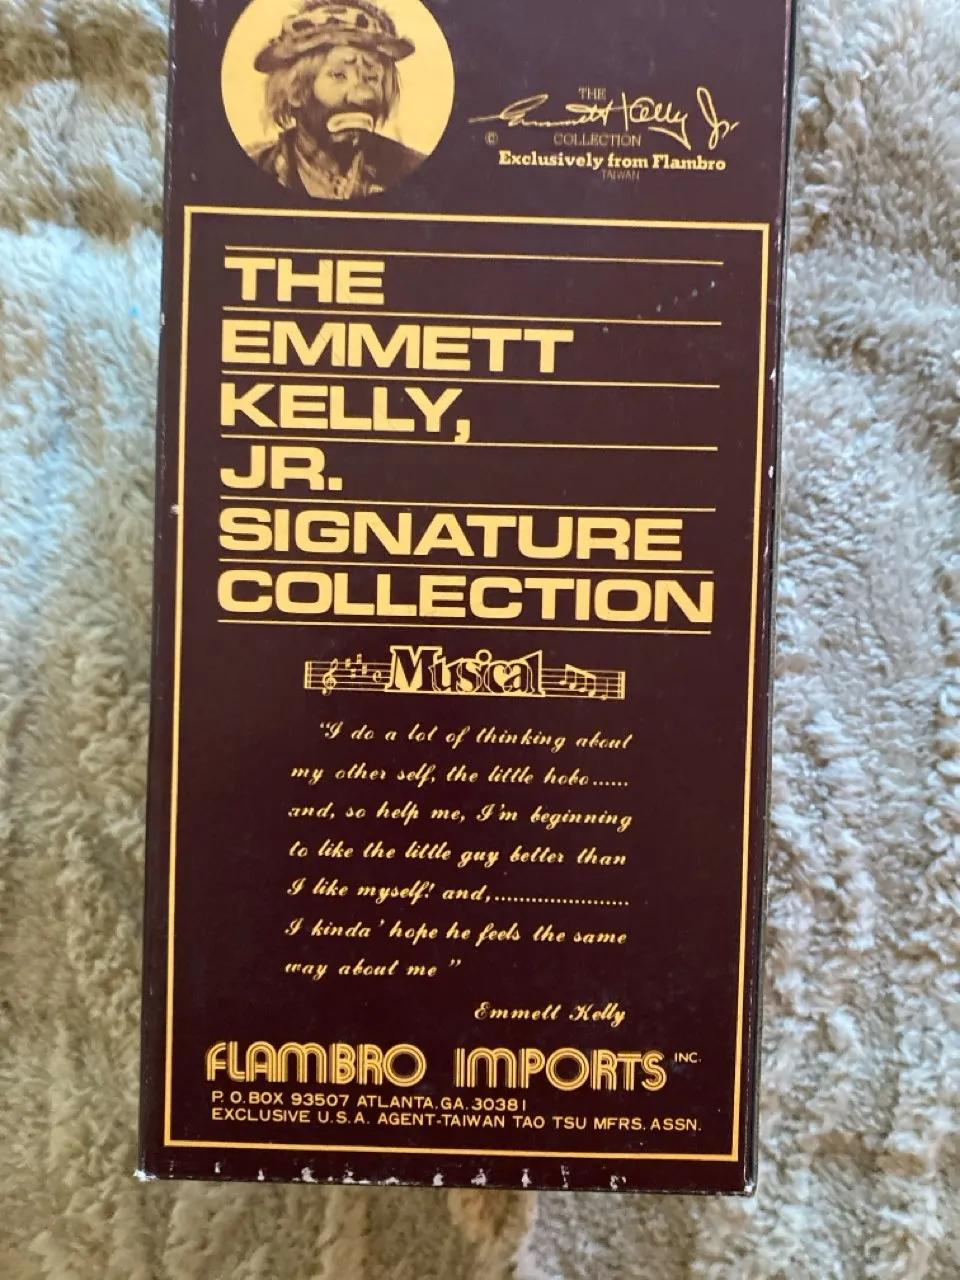 THE
Emmett Kelly Jr.
© COLLECTION
Exclusively from Flambro
TAIWAN
THE
EMMETT
KELLY,
JR.
SIGNATURE
COLLECTION
Musical
“I do a lot of thinking about
my other self, the little hobo......
and, so help me, I'm beginning
to like the little guy better than
I like myself! and,......................
I kinda' hope he feels the same
way about me ”
Emmett Kelly
FLAMBRO IMPORTS INC.
P. O. BOX 93507 ATLANTA. GA. 30381
EXCLUSIVE U.S.A. AGENT-TAIWAN TAO TSU MFRS. ASSN.